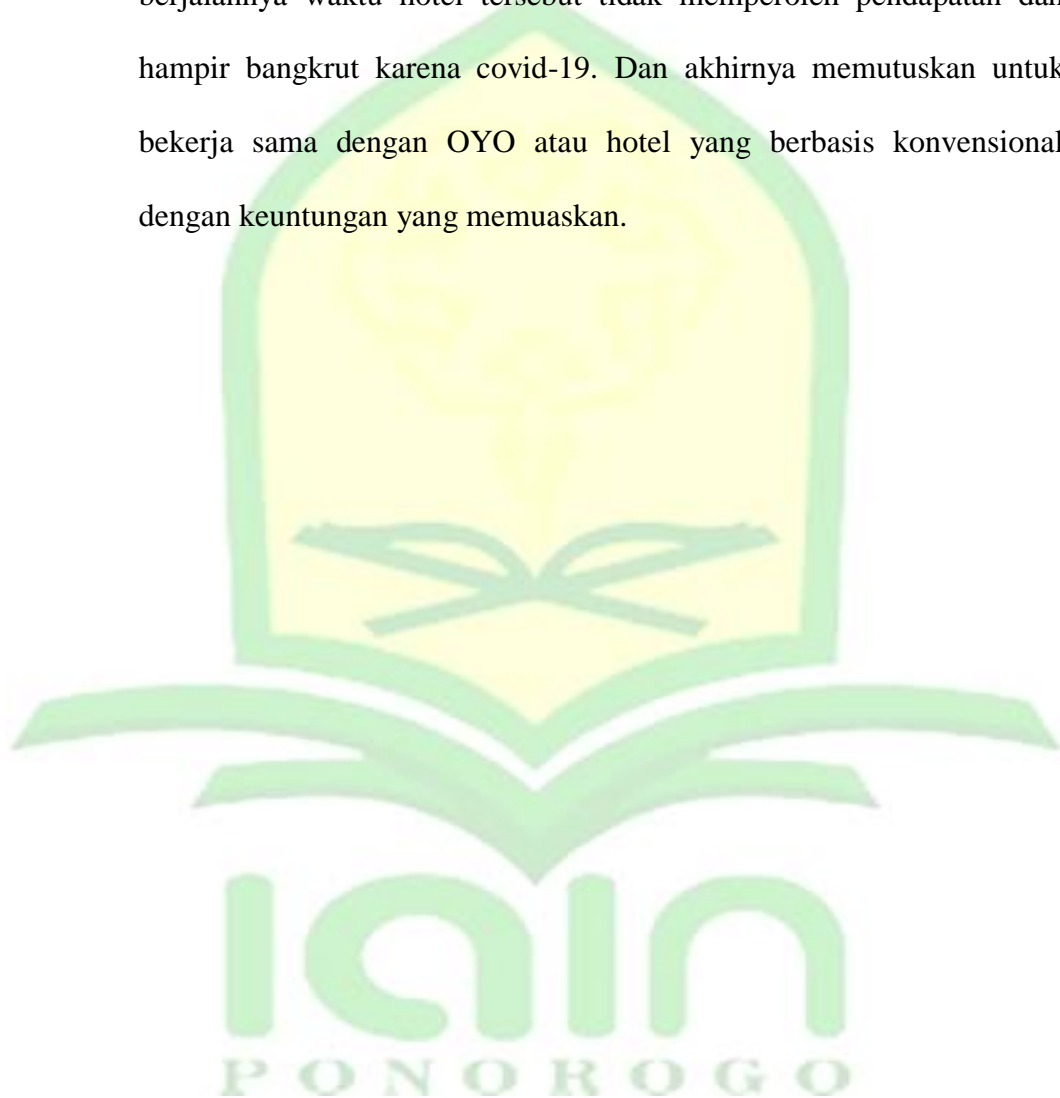 berjalannya waktu hotel tersebut tidak memperoleh pendapatan dan
hampir bangkrut karena covid-19. Dan akhirnya memutuskan untuk
bekerja sama dengan OYO atau hotel yang berbasis konvensional
dengan keuntungan yang memuaskan.
iain
PONOROGO